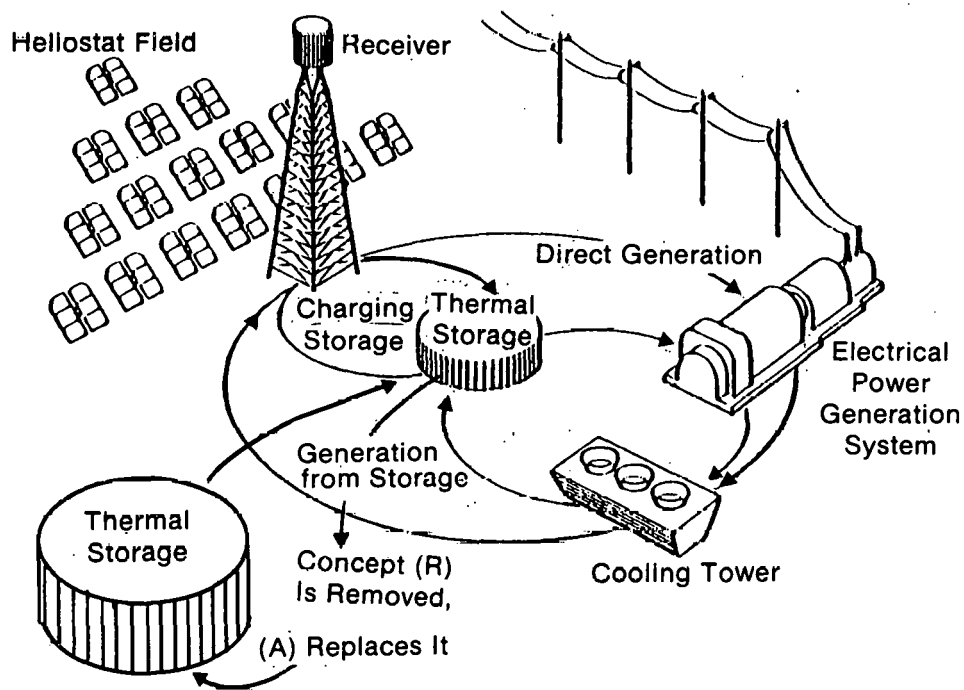 Heliostat Field
Receiver
Direct Generation
Charging
Storage
Thermal
Storage
Electrical
Power
Generation
System
Generation
from Storage
Thermal
Storage
Concept (R)
Is Removed,
Cooling Tower
(A) Replaces It